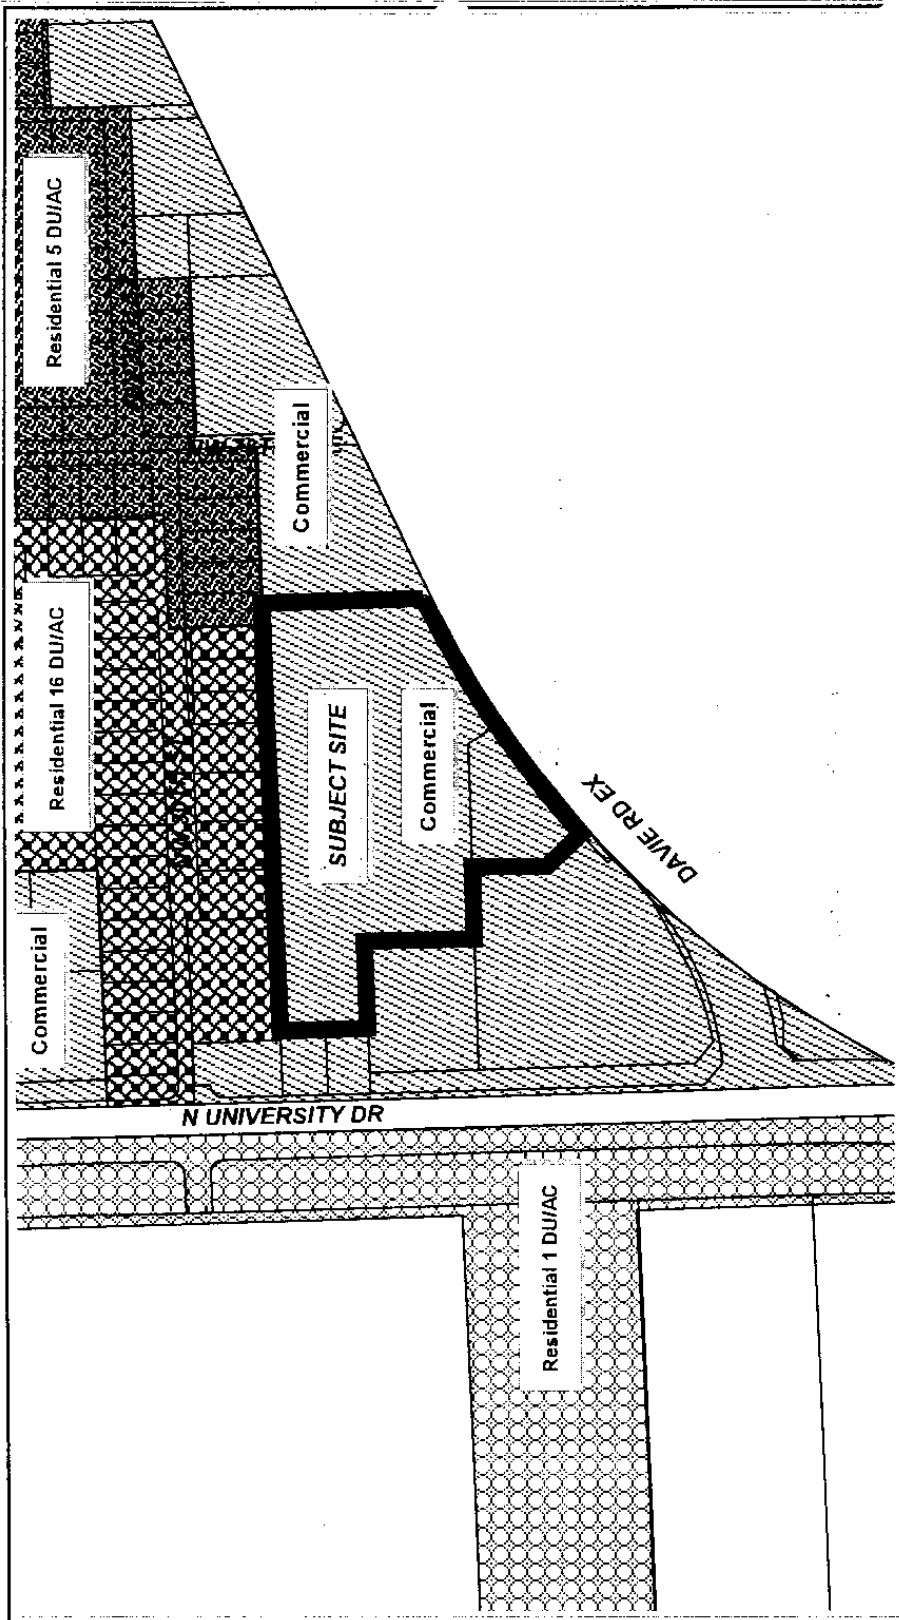 Residential 5 DU/AC
Commercial
Residential 16 DU/AC
SUBJECT SITE
Commercial
DAVIE RD EX
Commercial
N UNIVERSITY DR
Residential 1 DU/AC